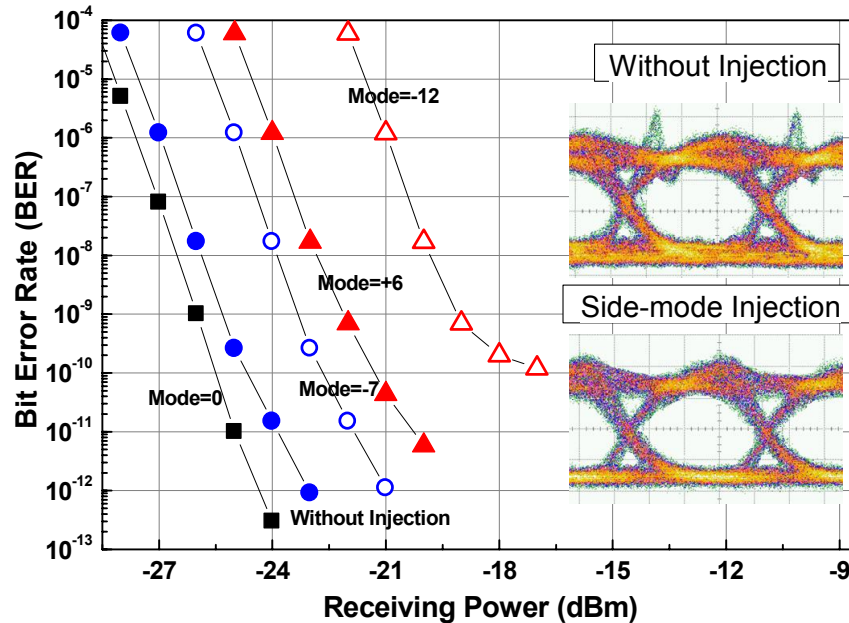 Bit Error Rate (BER)
10-4
10-5
10-6
10-7
10-8
10-9
10-10
10-11
10-12
10-13
Mode=-12
Without Injection
Mode=+6
Side-mode Injection
Mode=-7
Mode=0
Without Injection
-27
-24
-21
-18
-15
-12
-9
Receiving Power (dBm)